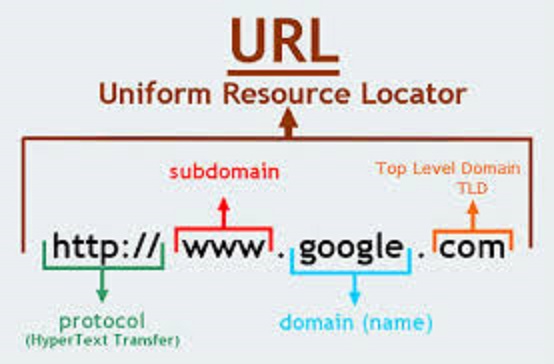 URL
Uniform Resource Locator
subdomain
Top Level Domain
TLD
http:// www . google . com
protocol
(HyperText Transfer)
domain (name)